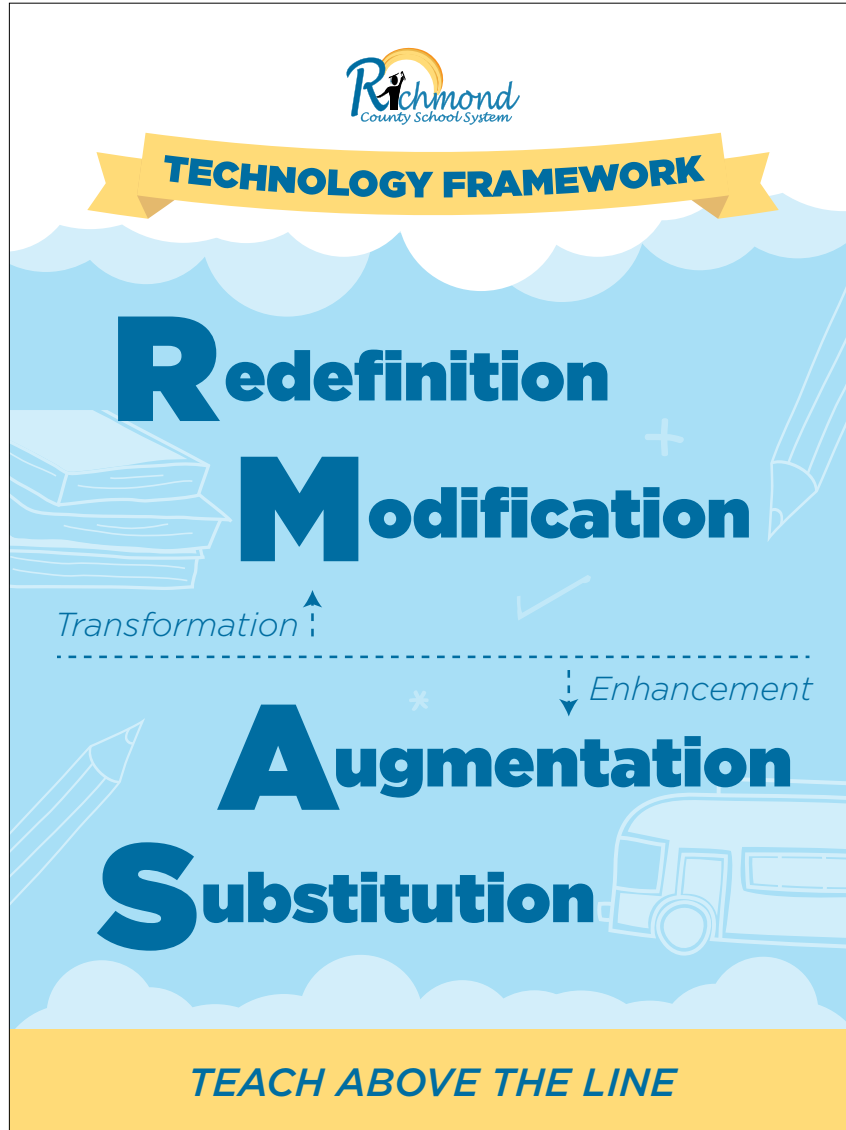 Richmond
County School System
TECHNOLOGY FRAMEWORK
Redefinition
Modification
Transformation
Enhancement
Augmentation
Substitution
TEACH ABOVE THE LINE